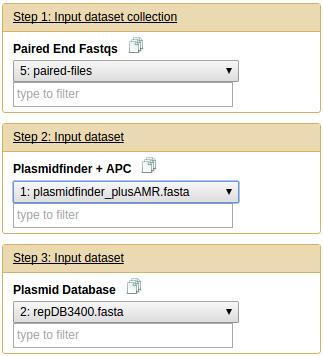 Step 1: Input dataset collection
Paired End Fastqs
5: paired-files
type to filter
Step 2: Input dataset
Plasmidfinder + APC
1: plasmidfinder_plusAMR.fasta
type to filter
Step 3: Input dataset
Plasmid Database
2: repDB3400.fasta
type to filter